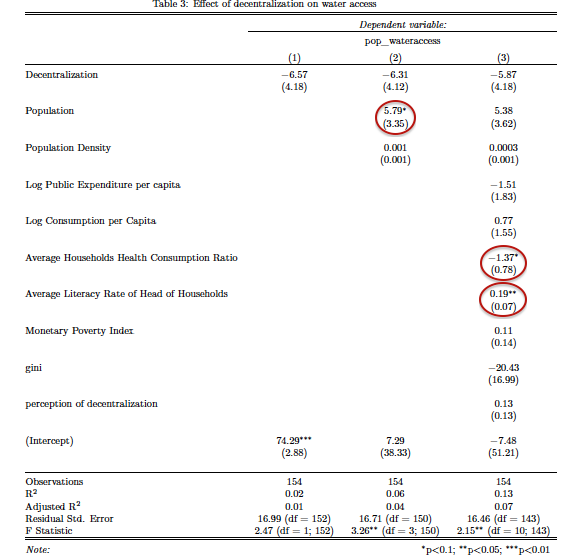 Table 3: Effect of decentralization on water access
Dependent variable:
pop_wateraccess
(1) (2) (3)
Decentralization −6.57 −6.31 −5.87
(4.18) (4.12) (4.18)
Population 5.79* 5.38
(3.35) (3.62)
Population Density 0.001 0.0003
(0.001) (0.001)
Log Public Expenditure per capita −1.51
(1.83)
Log Consumption per Capita 0.77
(1.55)
Average Households Health Consumption Ratio −1.37*
(0.78)
Average Literacy Rate of Head of Households 0.19**
(0.07)
Monetary Poverty Index 0.11
(0.14)
gini −20.43
(16.99)
perception of decentralization 0.13
(0.13)
(Intercept) 74.29*** 7.29 −7.48
(2.88) (38.33) (51.21)
Observations 154 154 154
R² 0.02 0.06 0.13
Adjusted R² 0.01 0.04 0.07
Residual Std. Error 16.99 (df = 152) 16.71 (df = 150) 16.46 (df = 143)
F Statistic 2.47 (df = 1; 152) 3.26** (df = 3; 150) 2.15** (df = 10; 143)
Note: *p<0.1; **p<0.05; ***p<0.01